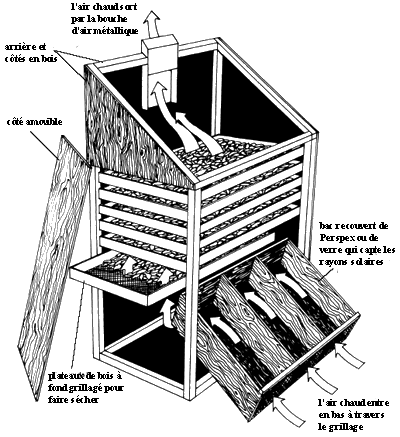 l'air chaud sort
par la bouche
d'air métallique
arrière et
côtés en bois
côté amovible
bac recouvert de
Perspex ou de
verre qui capte les
rayons solaires
plateaux de bois à
fond grillagé pour
faire sécher
l'air chaud entre
en bas à travers
le grillage